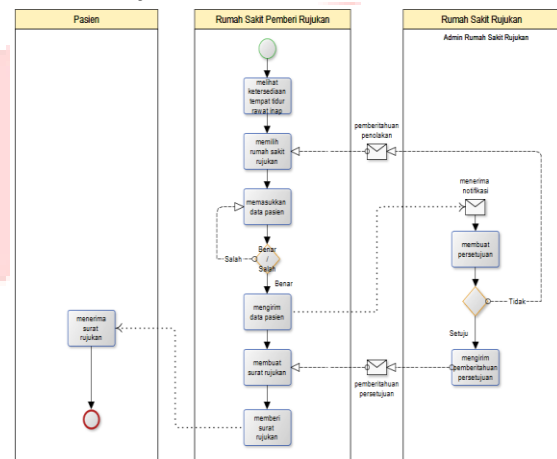 Pasien
Rumah Sakit Pemberi Rujukan
Rumah Sakit Rujukan
Admin Rumah Sakit Rujukan
melihat
ketersediaan
tempat tidur
rawat inap
memilih
rumah sakit
rujukan
pemberitahuan
penolakan
menerima
notifikasi
memasukkan
data pasien
membuat
persetujuan
Benar
/
Salah
Salah
Benar
Tidak
mengirim
data pasien
menerima
surat
rujukan
Setuju
membuat
surat rujukan
mengirim
pemberitahuan
persetujuan
pemberitahuan
persetujuan
memberi
surat
rujukan